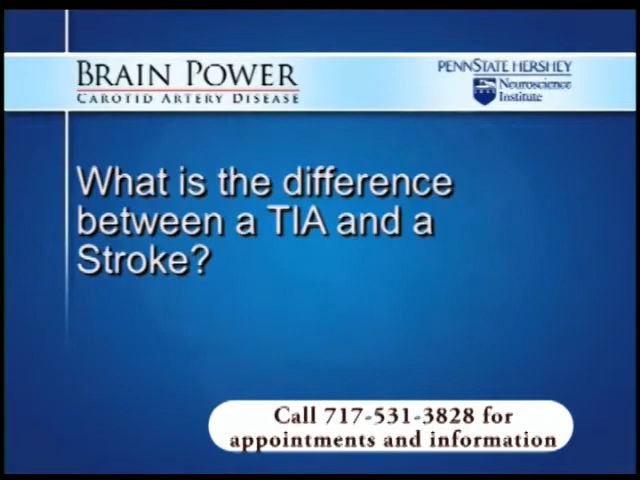 BRAIN POWER
CAROTID ARTERY DISEASE
PENNSTATE HERSHEY
Neuroscience
Institute
What is the difference
between a TIA and a
Stroke?
Call 717-531-3828 for
appointments and information